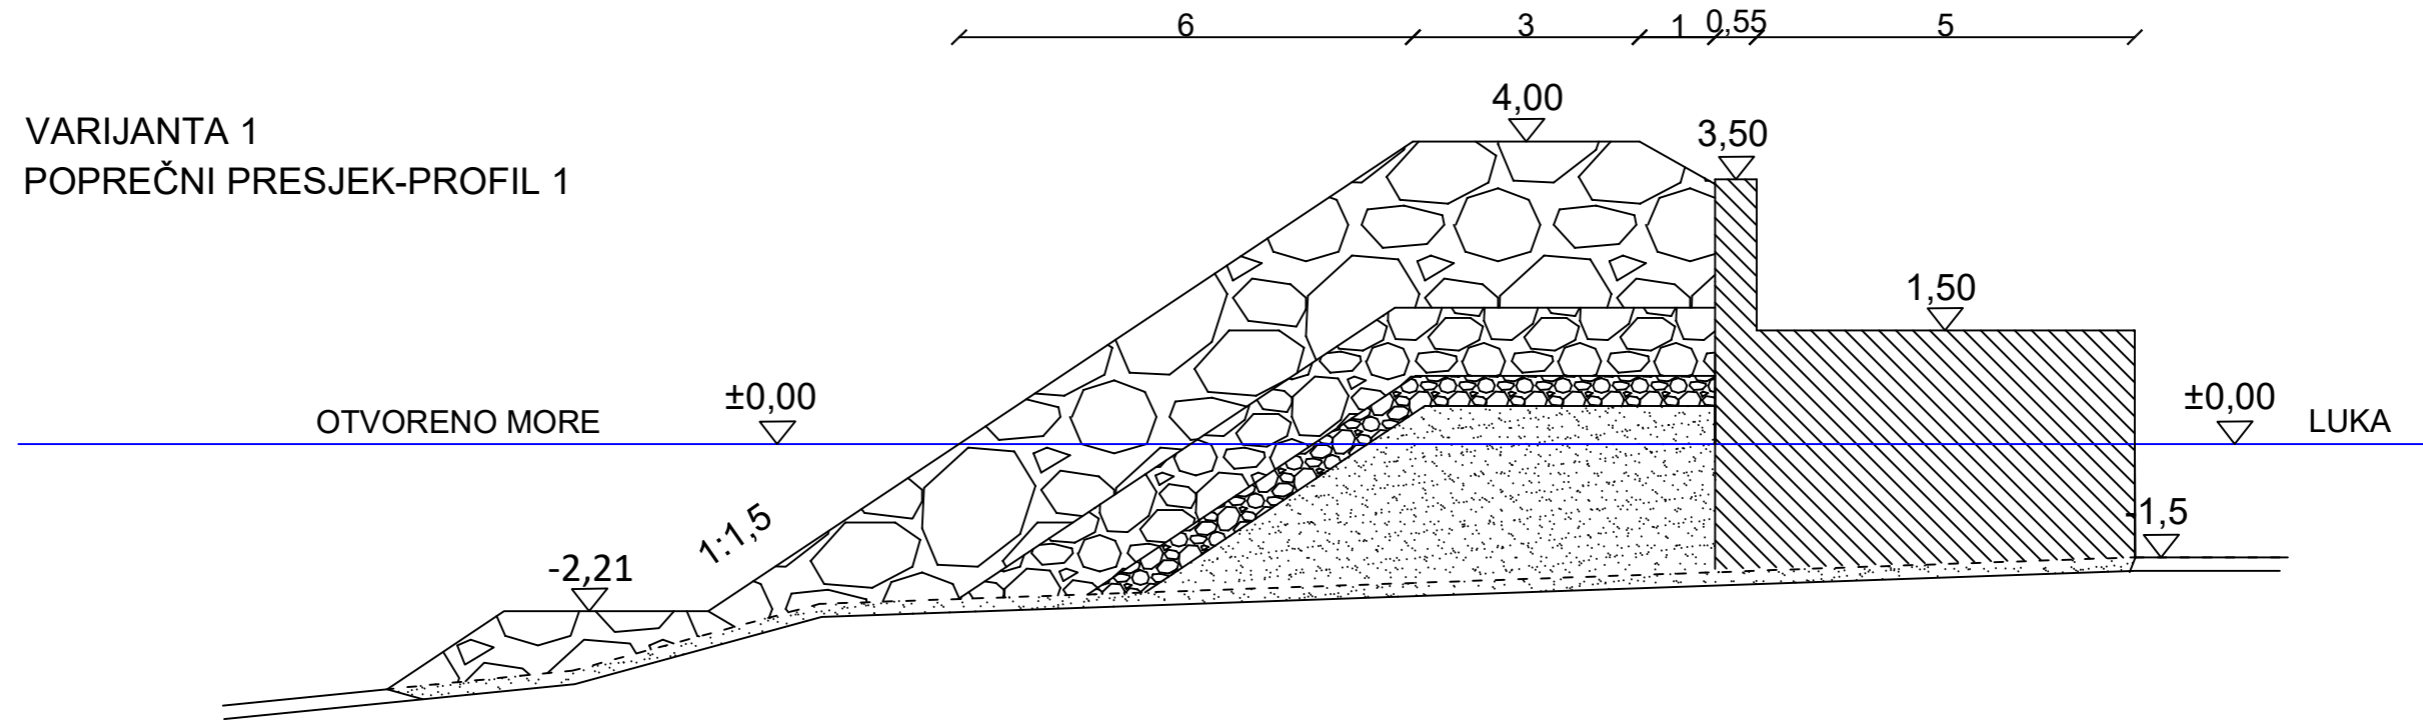 6 3 1 0,55 5
4,00
VARIJANTA 1
3,50
POPREČNI PRESJEK-PROFIL 1
1,50
±0,00
±0,00
OTVORENO MORE
LUKA
1:1,5
-1,5
-2,21